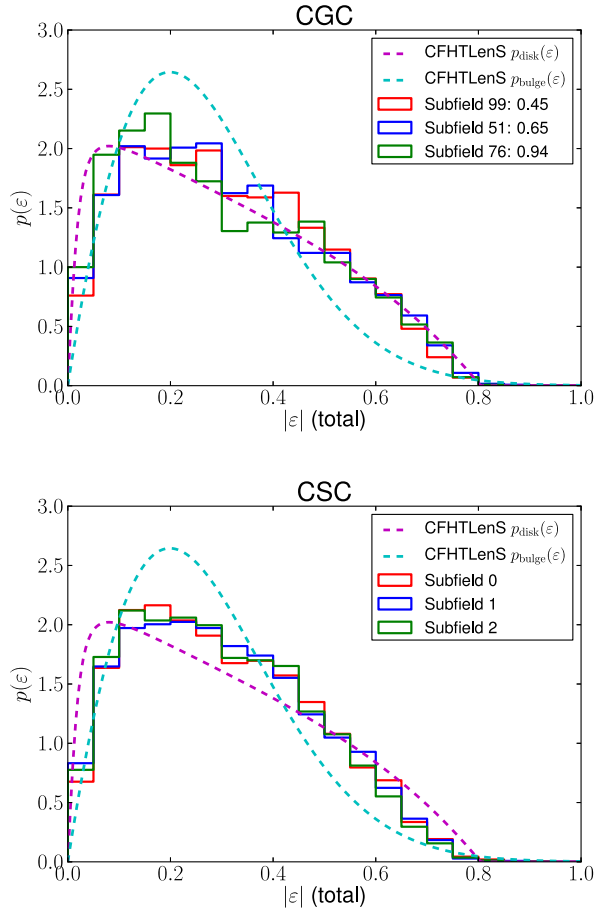 CGC
3.0
2.5
2.0
1.5
1.0
0.5
0.0
p(ε)
CFHTLenS p_disk(ε)
CFHTLenS p_bulge(ε)
Subfield 99: 0.45
Subfield 51: 0.65
Subfield 76: 0.94
0.0 0.2 0.4 0.6 0.8 1.0
|ε| (total)
CSC
3.0
2.5
2.0
1.5
1.0
0.5
0.0
p(ε)
CFHTLenS p_disk(ε)
CFHTLenS p_bulge(ε)
Subfield 0
Subfield 1
Subfield 2
0.0 0.2 0.4 0.6 0.8 1.0
|ε| (total)